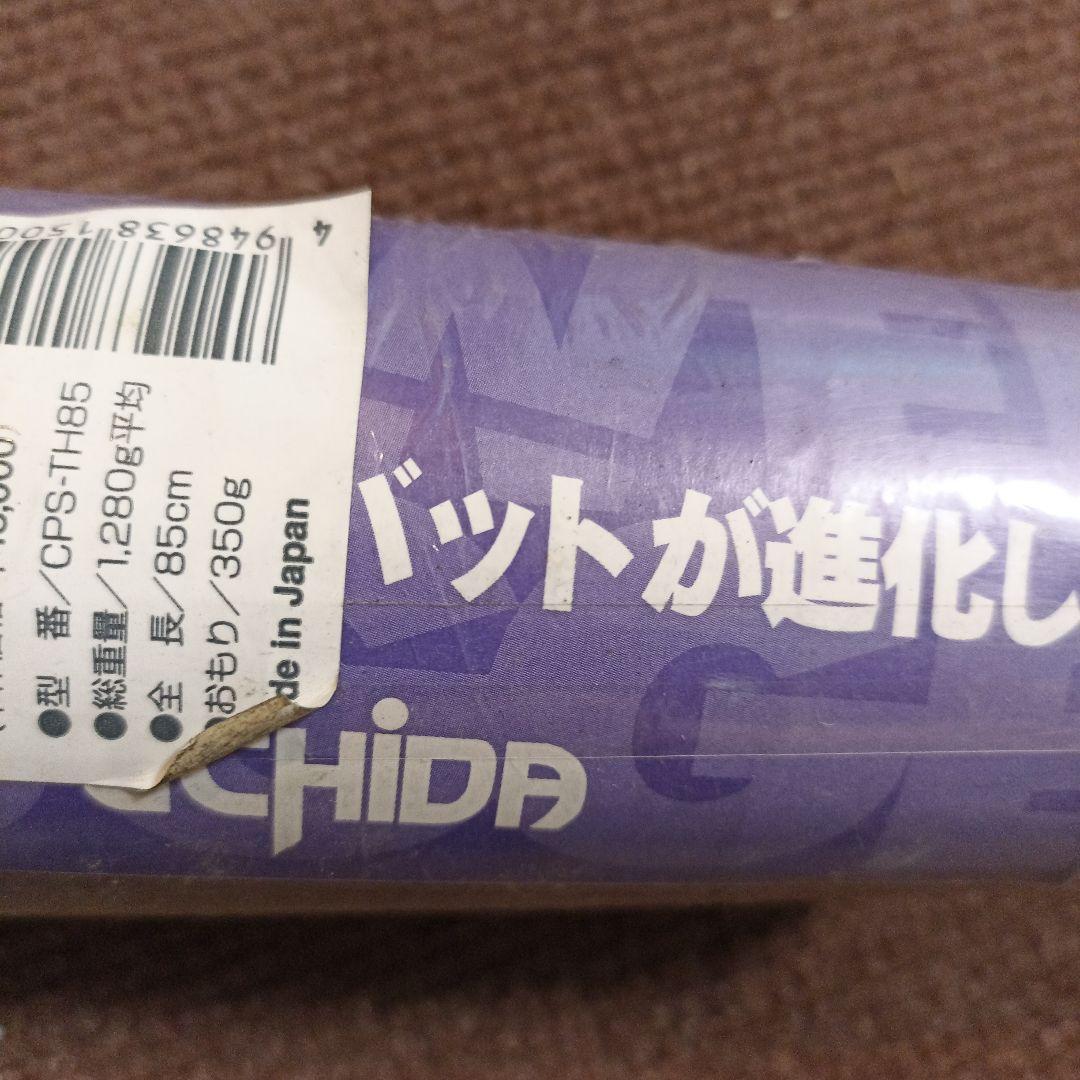 4 948638 1500
●型 番/CPS-TH85
●総重量/1,280g平均
●全 長/85cm
●おもり/350g
de in Japan
バットが進化し
CHiDA